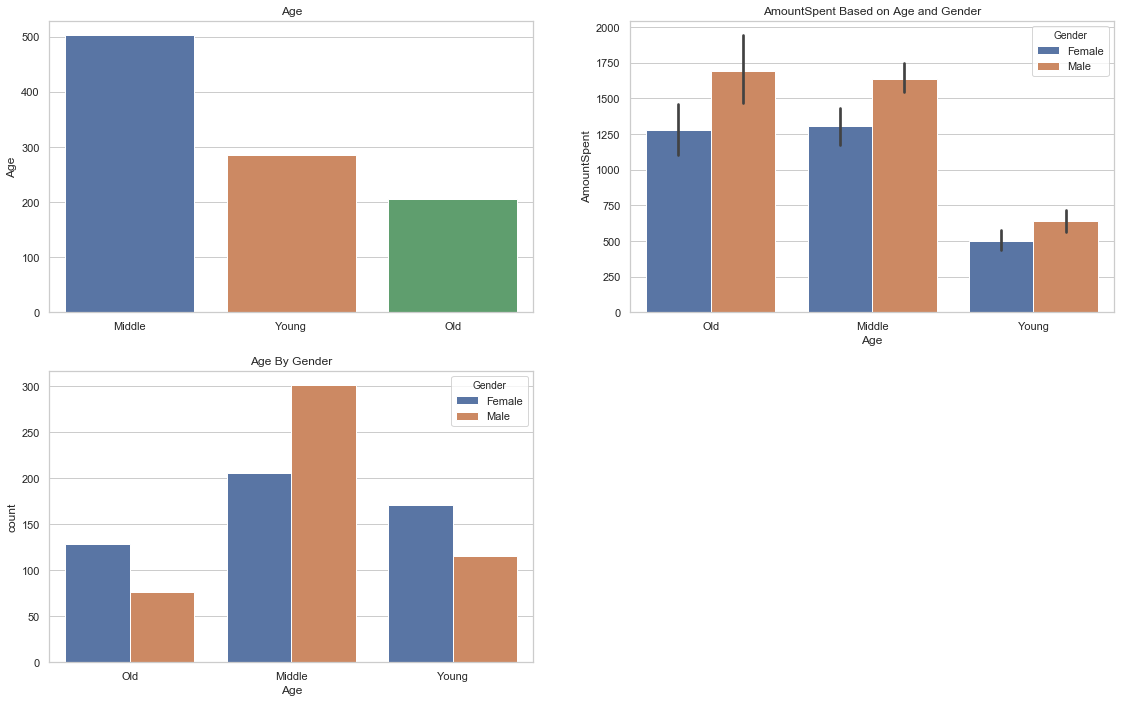 Age
500
400
300
200
100
0
Age
Middle Young Old
AmountSpent Based on Age and Gender
2000
1750
1500
1250
1000
750
500
250
0
AmountSpent
Gender
Female
Male
Old Middle Young
Age
Age By Gender
300
250
200
150
100
50
0
count
Gender
Female
Male
Old Middle Young
Age